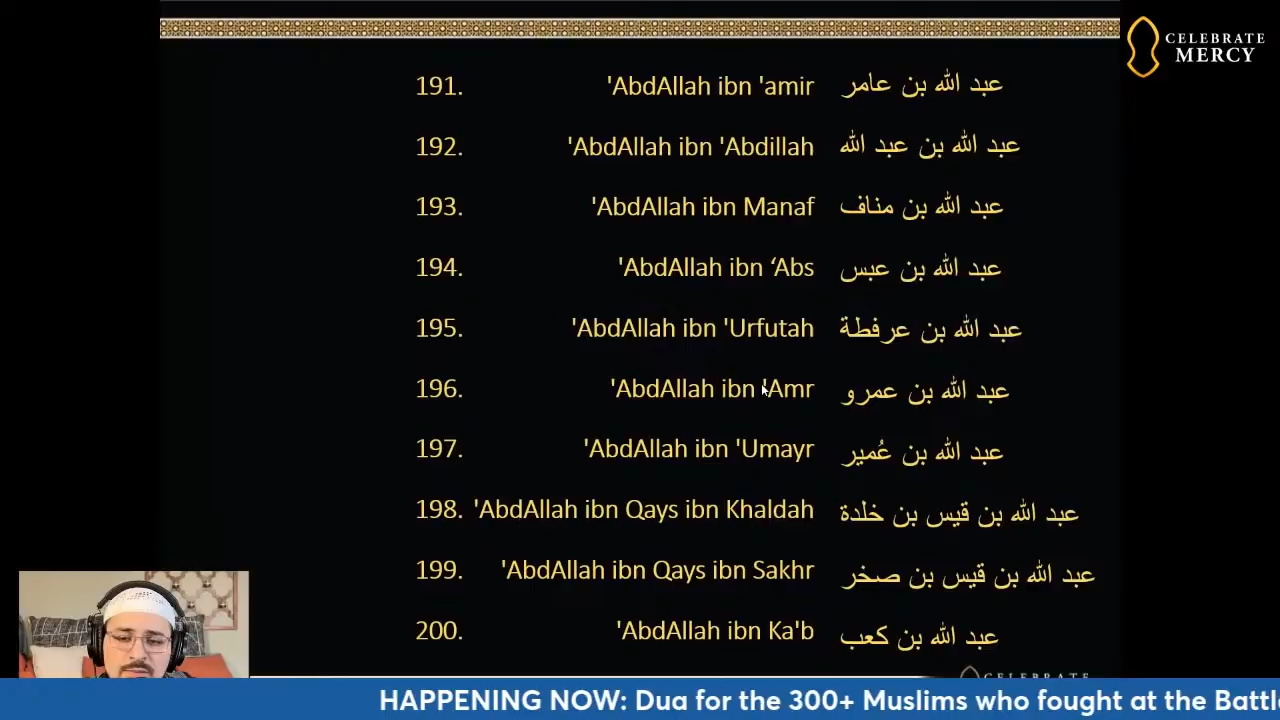 CELEBRATE
MERCY
191. 'AbdAllah ibn 'amir عبد الله بن عامر
192. 'AbdAllah ibn 'Abdillah عبد الله بن عبد الله
193. 'AbdAllah ibn Manaf عبد الله بن مناف
194. 'AbdAllah ibn ‘Abs عبد الله بن عبس
195. 'AbdAllah ibn 'Urfutah عبد الله بن عرفطة
196. 'AbdAllah ibn 'Amr عبد الله بن عمرو
197. 'AbdAllah ibn 'Umayr عبد الله بن عُمير
198. 'AbdAllah ibn Qays ibn Khaldah عبد الله بن قيس بن خلدة
199. 'AbdAllah ibn Qays ibn Sakhr عبد الله بن قيس بن صخر
200. 'AbdAllah ibn Ka'b عبد الله بن كعب
CELEBRATE
HAPPENING NOW: Dua for the 300+ Muslims who fought at the Battl